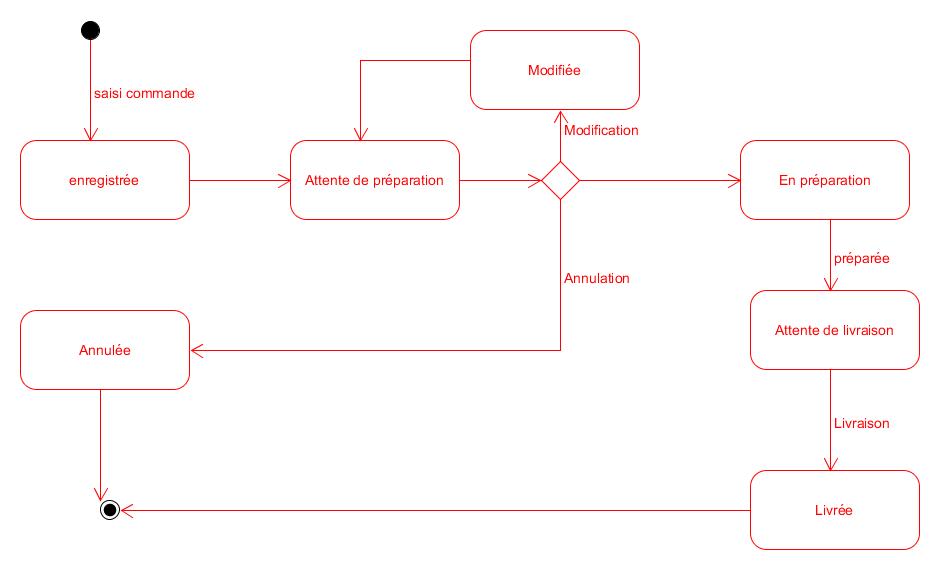 Modifiée
saisi commande
Modification
enregistrée
Attente de préparation
En préparation
préparée
Annulation
Attente de livraison
Annulée
Livraison
Livrée